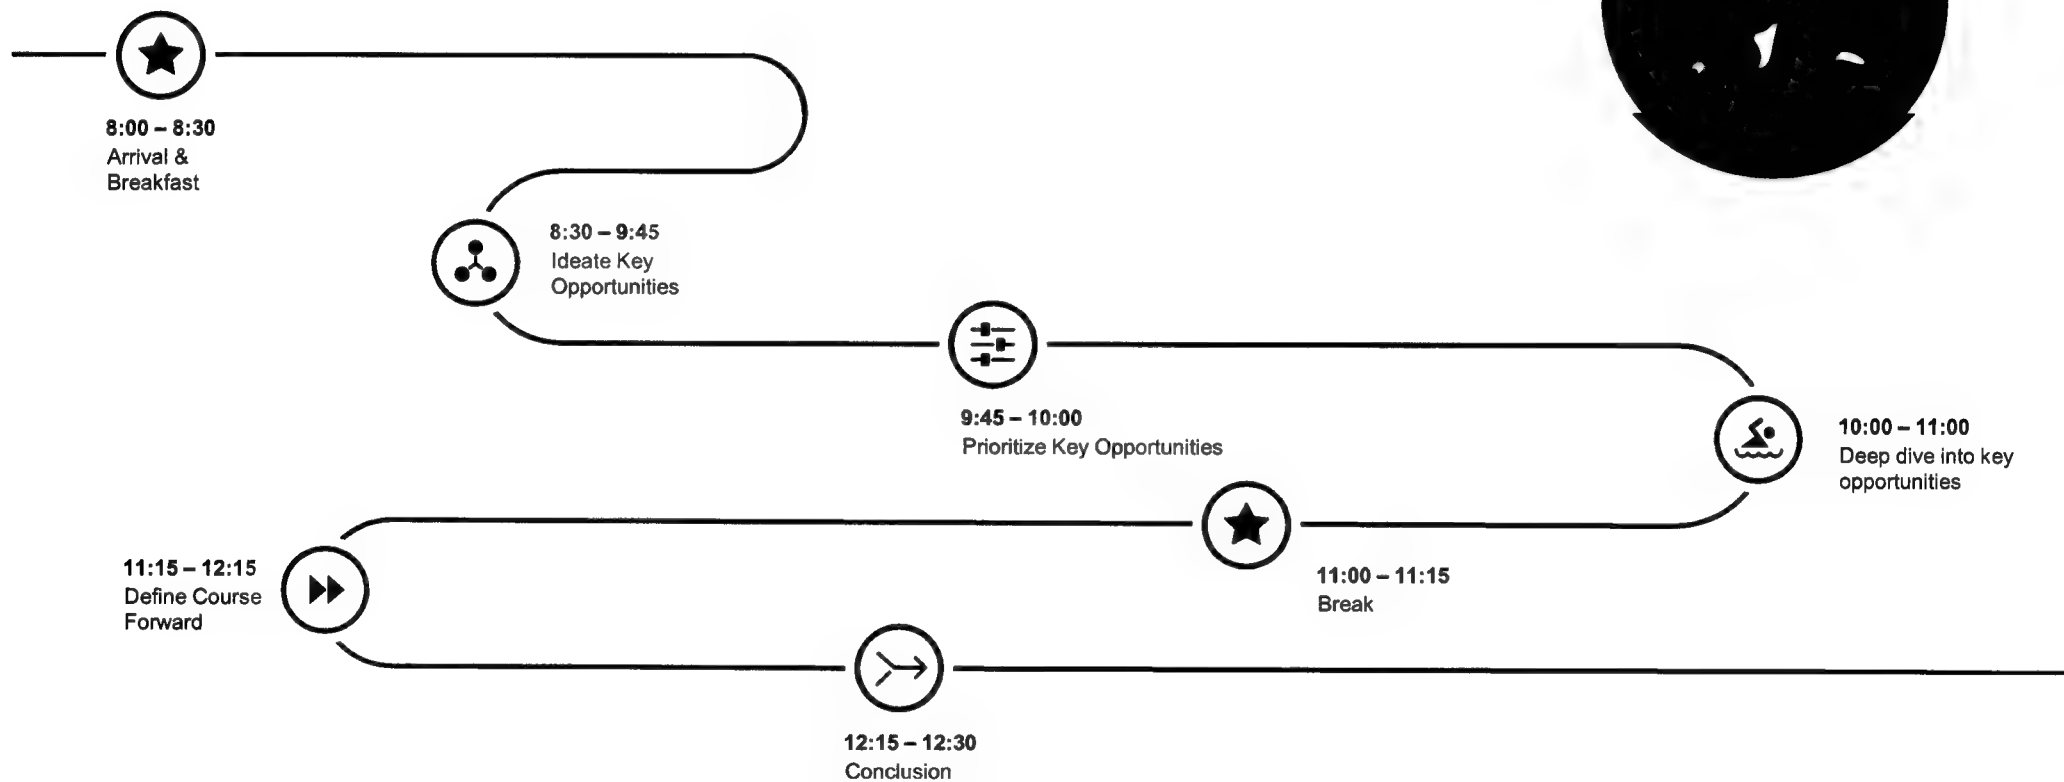 8:00 – 8:30
Arrival &
Breakfast
8:30 – 9:45
Ideate Key
Opportunities
9:45 – 10:00
Prioritize Key Opportunities
10:00 – 11:00
Deep dive into key
opportunities
11:00 – 11:15
Break
11:15 – 12:15
Define Course
Forward
12:15 – 12:30
Conclusion